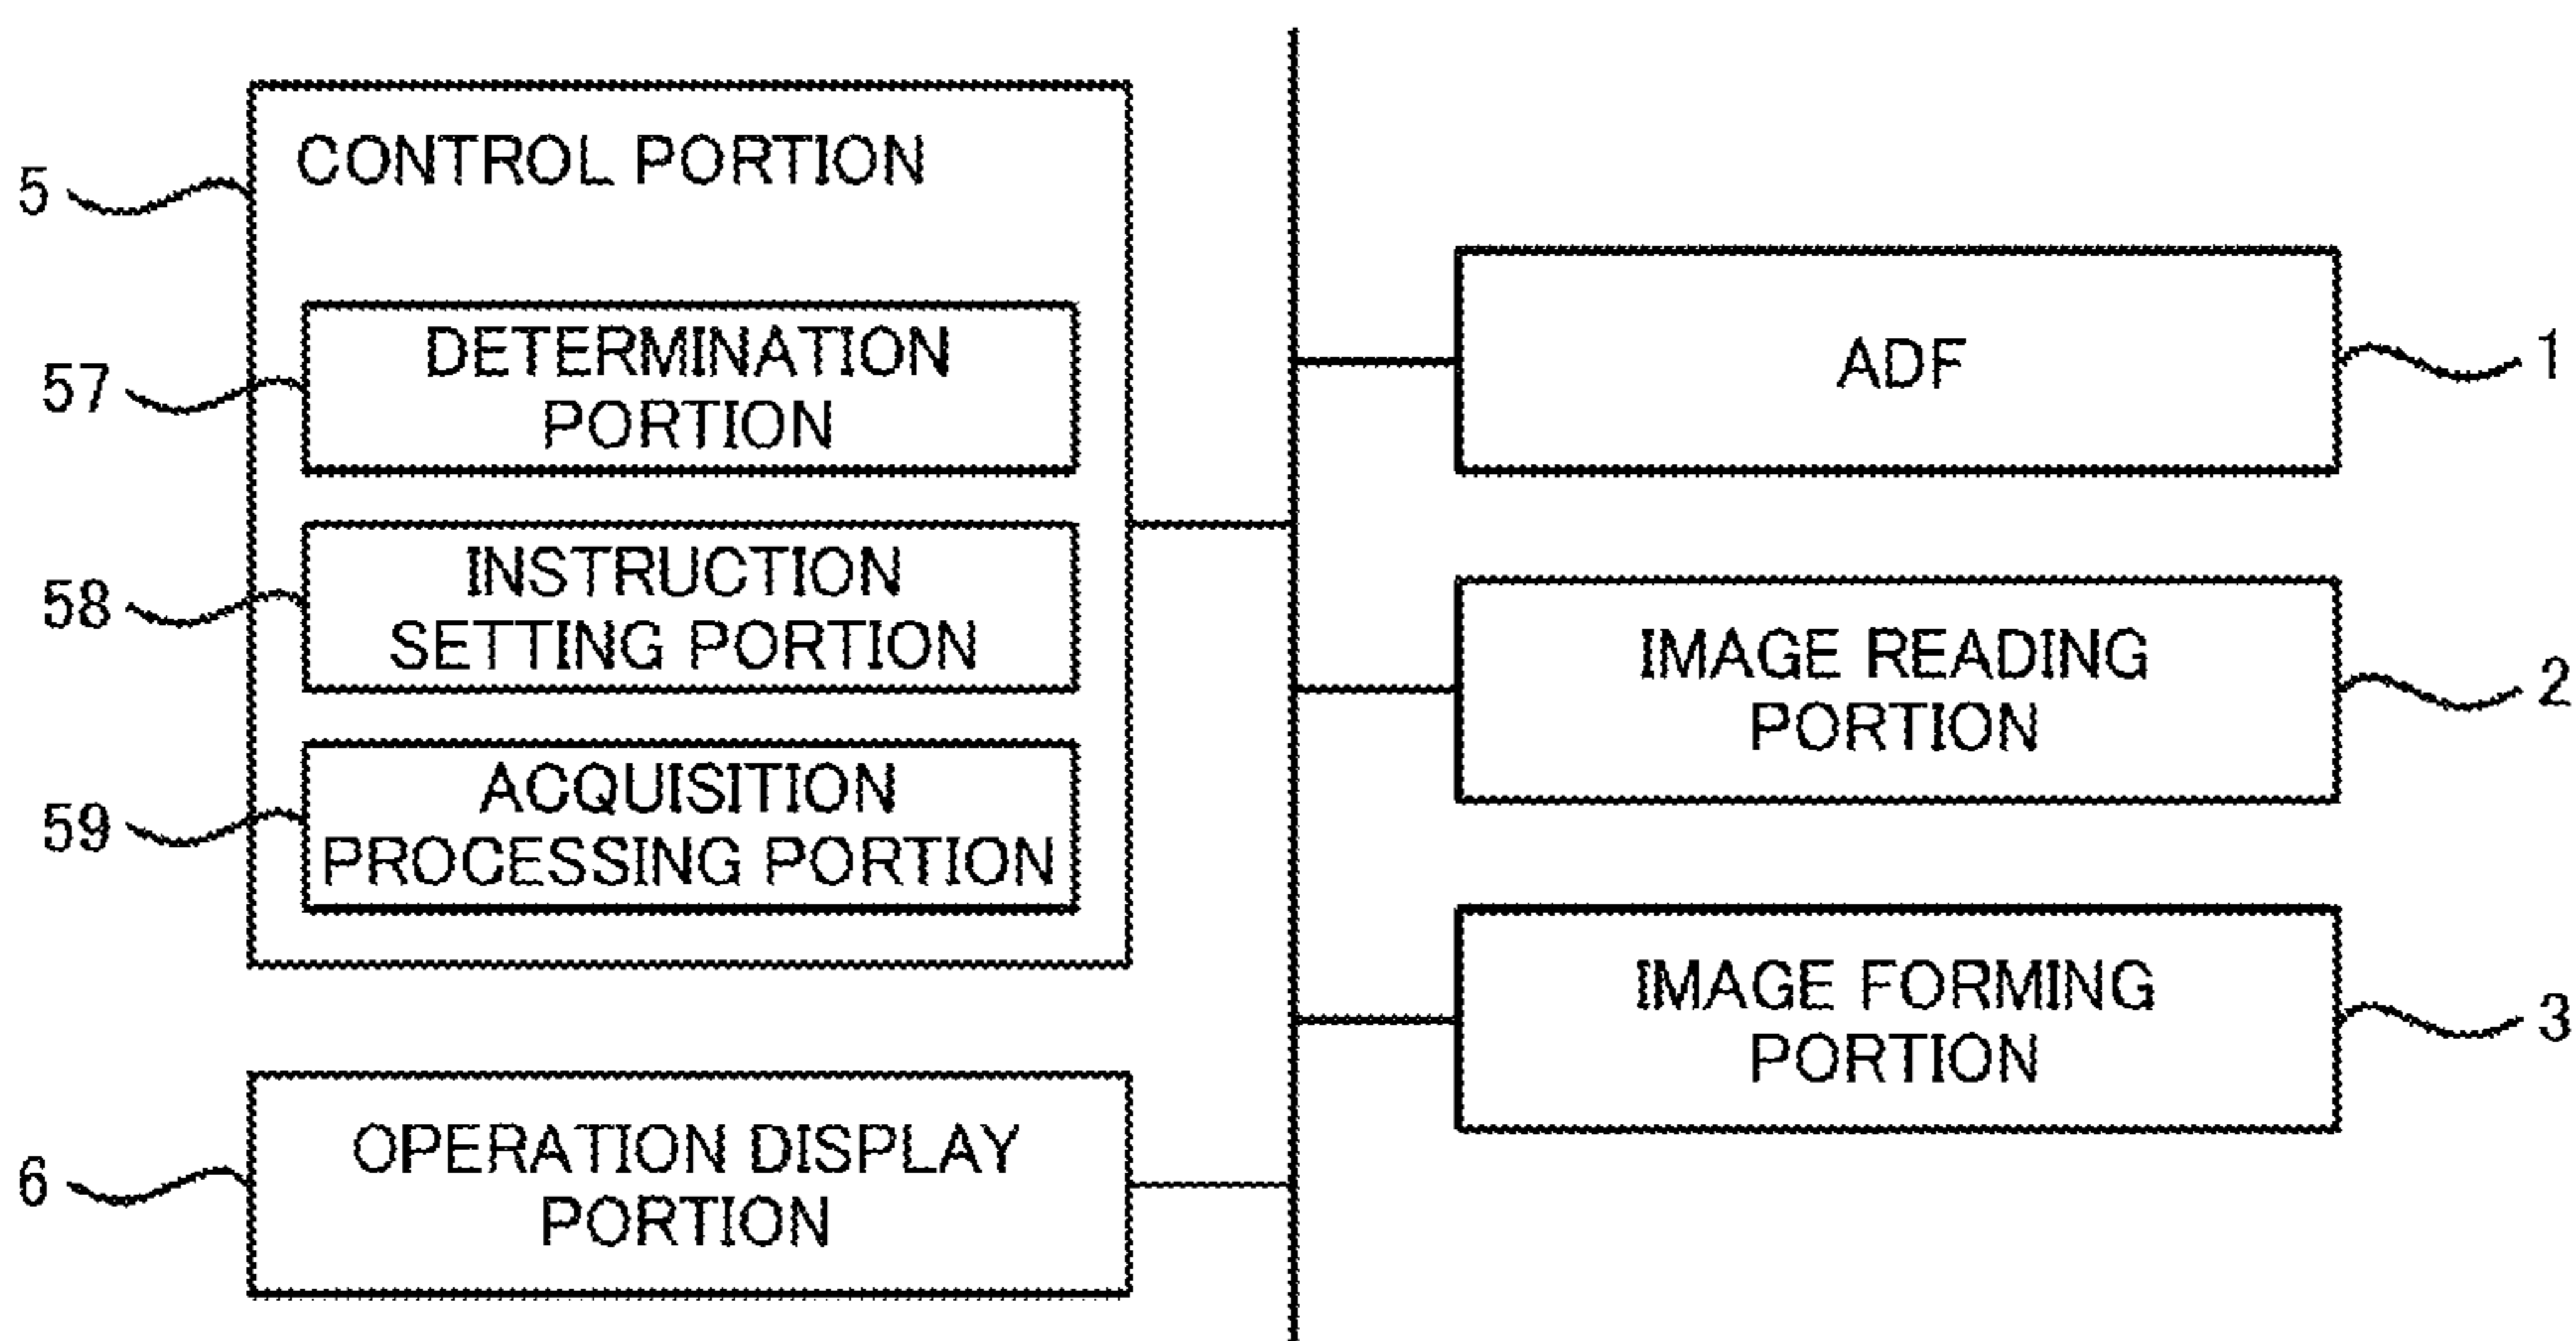 5
CONTROL PORTION
57
DETERMINATION
PORTION
58
INSTRUCTION
SETTING PORTION
59
ACQUISITION
PROCESSING PORTION
6
OPERATION DISPLAY
PORTION
ADF
1
IMAGE READING
PORTION
2
IMAGE FORMING
PORTION
3